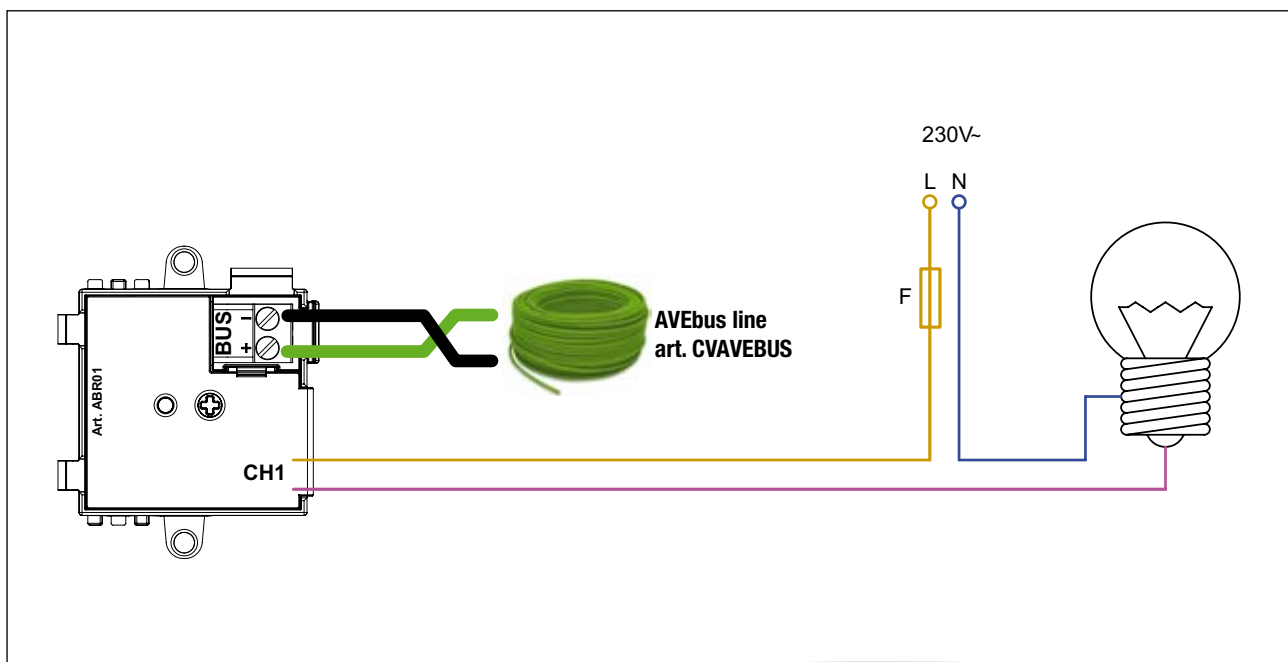 230V~
L N
F
BUS
–
+
AVEbus line
art. CVAVEBUS
Art. ABR01
CH1